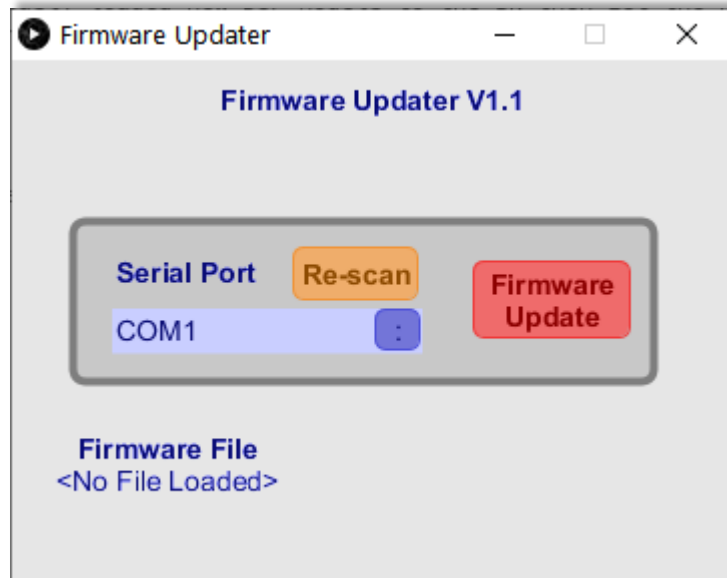 Firmware Updater
Firmware Updater V1.1
Serial Port
Re-scan
COM1
:
Firmware
Update
Firmware File
<No File Loaded>